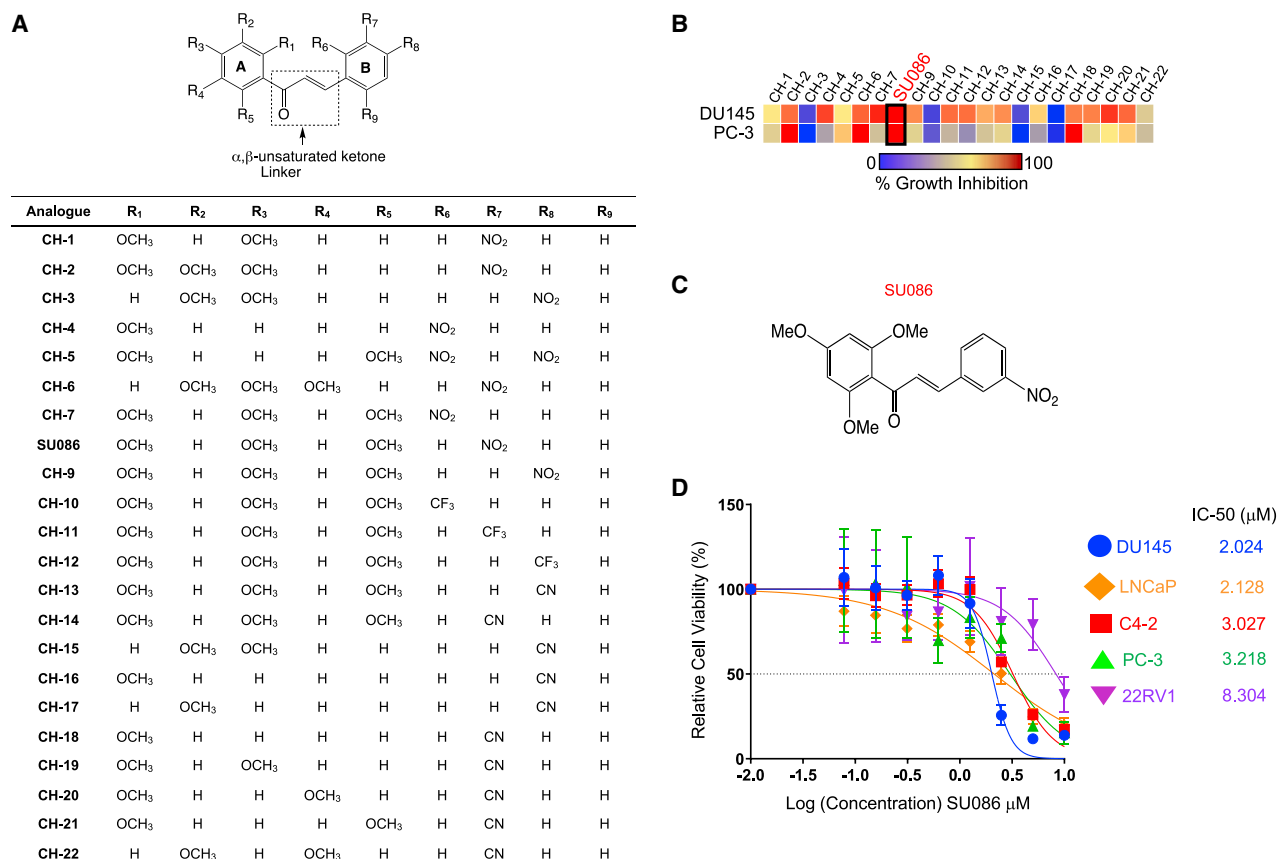 A
R2
R7
R3
R1
R6
R8
A
B
R4
R5
O
R9
α,β-unsaturated ketone
Linker
Analogue R1 R2 R3 R4 R5 R6 R7 R8 R9
CH-1 OCH3 H OCH3 H H H NO2 H H
CH-2 OCH3 OCH3 OCH3 H H H NO2 H H
CH-3 H OCH3 OCH3 H H H H NO2 H
CH-4 OCH3 H H H H NO2 H H H
CH-5 OCH3 H H H OCH3 NO2 H NO2 H
CH-6 H OCH3 OCH3 OCH3 H H NO2 H H
CH-7 OCH3 H OCH3 H OCH3 NO2 H H H
SU086 OCH3 H OCH3 H OCH3 H NO2 H H
CH-9 OCH3 H OCH3 H OCH3 H H NO2 H
CH-10 OCH3 H OCH3 H OCH3 CF3 H H H
CH-11 OCH3 H OCH3 H OCH3 H CF3 H H
CH-12 OCH3 H OCH3 H OCH3 H H CF3 H
CH-13 OCH3 H OCH3 H OCH3 H H CN H
CH-14 OCH3 H OCH3 H OCH3 H CN H H
CH-15 H OCH3 OCH3 H H H H CN H
CH-16 OCH3 H H H H H H CN H
CH-17 H OCH3 H H H H H CN H
CH-18 OCH3 H H H H H CN H H
CH-19 OCH3 H OCH3 H H H CN H H
CH-20 OCH3 H H OCH3 H H CN H H
CH-21 OCH3 H H H OCH3 H CN H H
CH-22 H OCH3 H OCH3 H H CN H H
B
CH-1 CH-2 CH-3 CH-4 CH-5 CH-6 CH-7 SU086 CH-9 CH-10 CH-11 CH-12 CH-13 CH-14 CH-15 CH-16 CH-17 CH-18 CH-19 CH-20 CH-21 CH-22
DU145
PC-3
0 100
% Growth Inhibition
C
SU086
MeO OMe
O NO2
OMe
D
Relative Cell Viability (%)
150
100
50
0
-2.0 -1.5 -1.0 -0.5 0.0 0.5 1.0
Log (Concentration) SU086 μM
IC-50 (μM)
DU145 2.024
LNCaP 2.128
C4-2 3.027
PC-3 3.218
22RV1 8.304